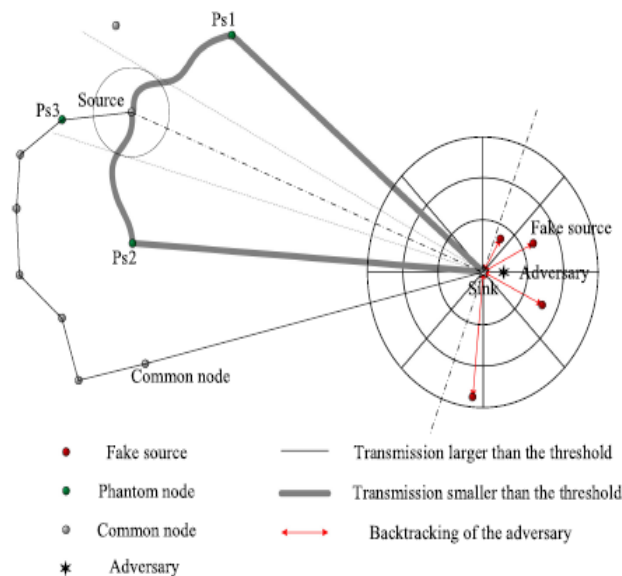 Ps1
Source
Ps3
Fake source
Ps2
Adversary
Sink
Common node
Fake source
Transmission larger than the threshold
Phantom node
Transmission smaller than the threshold
Common node
Backtracking of the adversary
Adversary